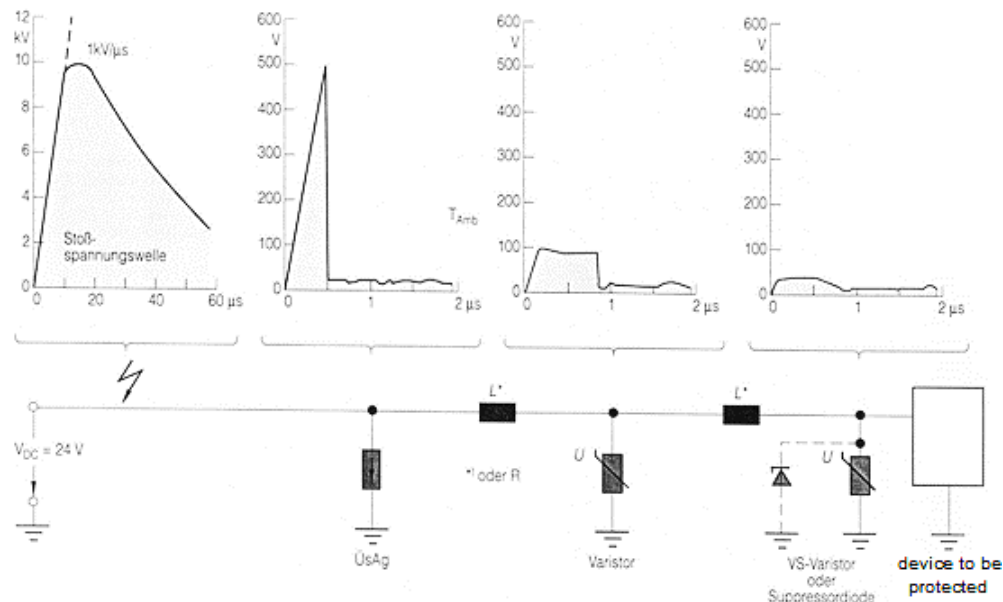 12
kV
10
8
6
4
2
0
1kV/µs
Stoß-
spannungswelle
0 20 40 60 µs
600
V
500
400
300
200
100
0
0 1 2 µs
T Amb
600
V
500
400
300
200
100
0
0 1 2 µs
600
V
500
400
300
200
100
0
0 1 2 µs
L*
L*
V DC = 24 V
U
*) oder R
U
ÜsAg
Varistor
VS-Varistor
oder
Suppressordiode
device to be
protected